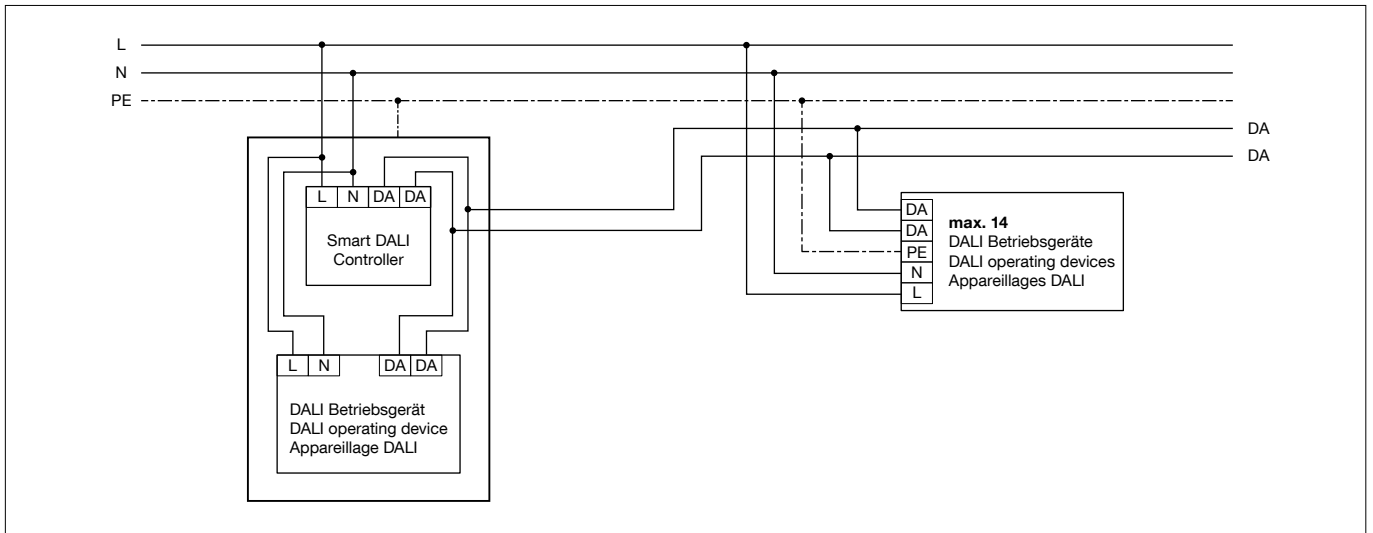 L
N
PE
DA
DA
L N DA DA
Smart DALI
Controller
DA
DA
PE
N
L
max. 14
DALI Betriebsgeräte
DALI operating devices
Appareillages DALI
L N DA DA
DALI Betriebsgerät
DALI operating device
Appareillage DALI